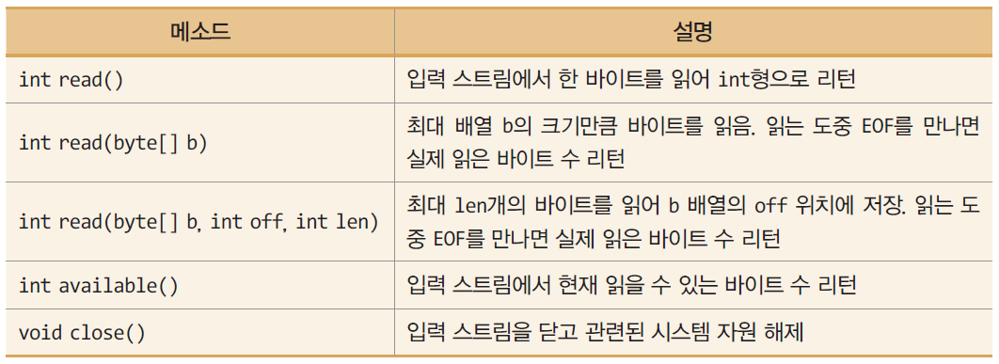 메소드 설명
int read() 입력 스트림에서 한 바이트를 읽어 int형으로 리턴
int read(byte[] b) 최대 배열 b의 크기만큼 바이트를 읽음. 읽는 도중 EOF를 만나면
실제 읽은 바이트 수 리턴
int read(byte[] b, int off, int len) 최대 len개의 바이트를 읽어 b 배열의 off 위치에 저장. 읽는 도
중 EOF를 만나면 실제 읽은 바이트 수 리턴
int available() 입력 스트림에서 현재 읽을 수 있는 바이트 수 리턴
void close() 입력 스트림을 닫고 관련된 시스템 자원 해제